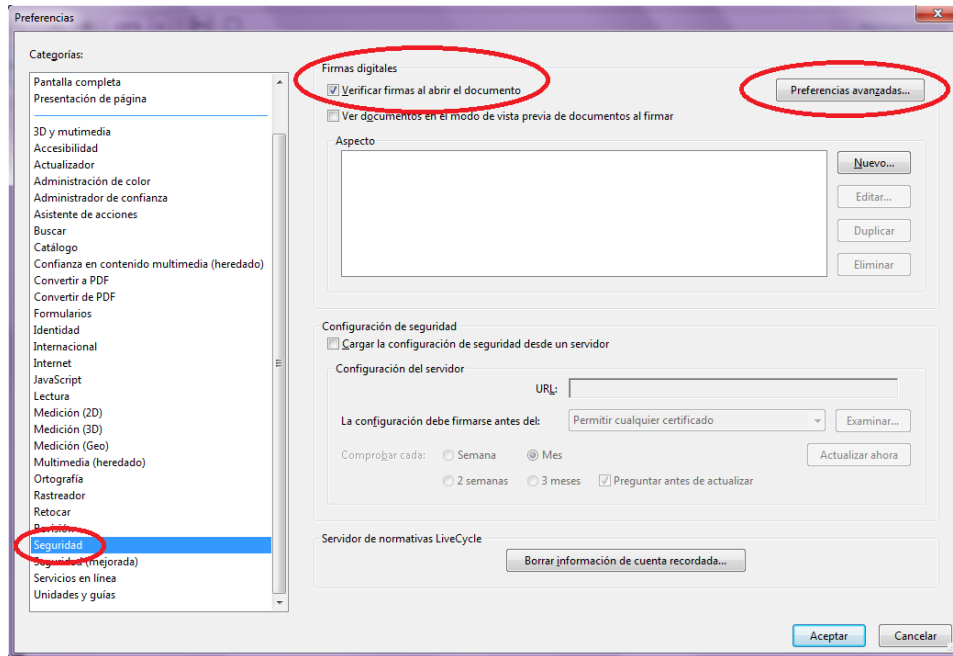 Preferencias
Categorías:
Pantalla completa
Presentación de página
3D y mutimedia
Accesibilidad
Actualizador
Administración de color
Administrador de confianza
Asistente de acciones
Buscar
Catálogo
Confianza en contenido multimedia (heredado)
Convertir a PDF
Convertir de PDF
Formularios
Identidad
Internacional
Internet
JavaScript
Lectura
Medición (2D)
Medición (3D)
Medición (Geo)
Multimedia (heredado)
Ortografía
Rastreador
Retocar
Revisión
Seguridad
Seguridad (mejorada)
Servicios en línea
Unidades y guías
Firmas digitales
Verificar firmas al abrir el documento
Preferencias avanzadas...
Ver documentos en el modo de vista previa de documentos al firmar
Aspecto
Nuevo...
Editar...
Duplicar
Eliminar
Configuración de seguridad
Cargar la configuración de seguridad desde un servidor
Configuración del servidor
URL:
La configuración debe firmarse antes del: Permitir cualquier certificado Examinar...
Comprobar cada: Semana Mes Actualizar ahora
2 semanas 3 meses Preguntar antes de actualizar
Servidor de normativas LiveCycle
Borrar información de cuenta recordada...
Aceptar Cancelar